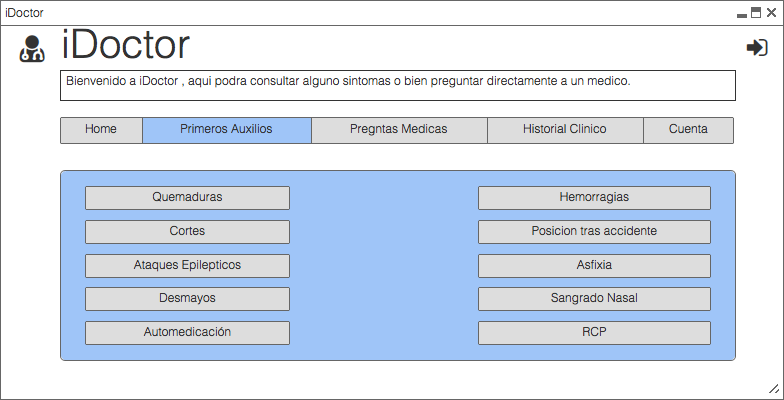 iDoctor
iDoctor
Bienvenido a iDoctor , aqui podra consultar alguno sintomas o bien preguntar directamente a un medico.
Home Primeros Auxilios Pregntas Medicas Historial Clinico Cuenta
Quemaduras Hemorragias
Cortes Posicion tras accidente
Ataques Epilepticos Asfixia
Desmayos Sangrado Nasal
Automedicación RCP